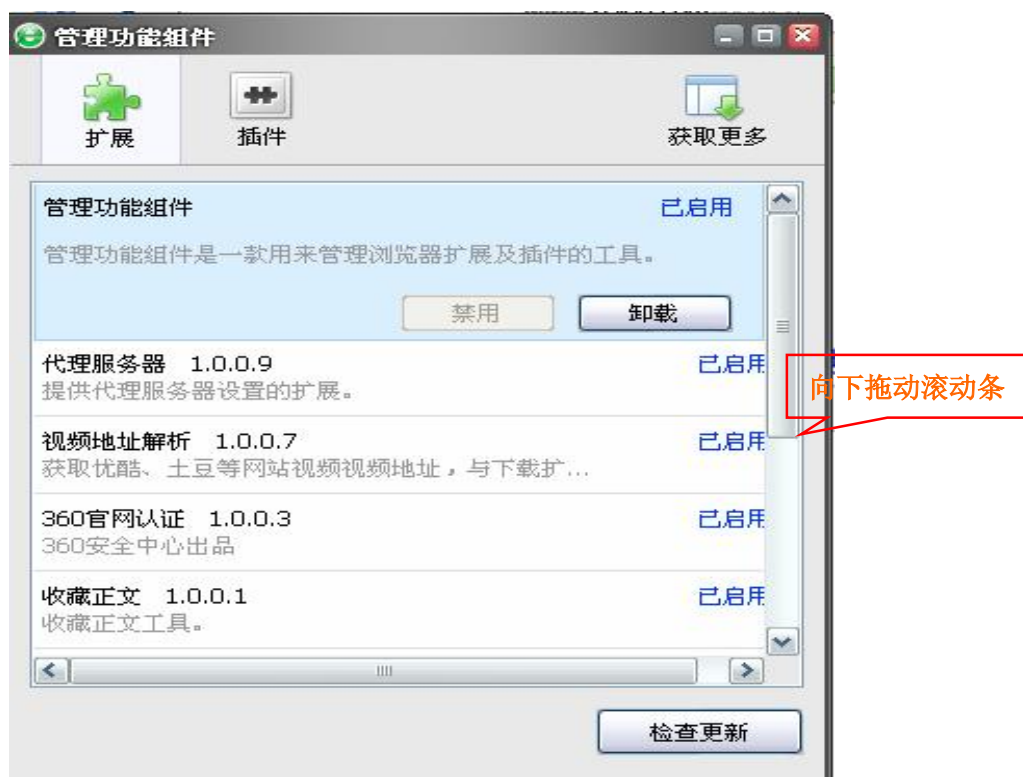 管理功能组件
扩展
插件
获取更多
管理功能组件 已启用
管理功能组件是一款用来管理浏览器扩展及插件的工具。
禁用 卸载
代理服务器 1.0.0.9 已启用
提供代理服务器设置的扩展。
向下拖动滚动条
视频地址解析 1.0.0.7 已启用
获取优酷、土豆等网站视频视频地址，与下载扩...
360官网认证 1.0.0.3 已启用
360安全中心出品
收藏正文 1.0.0.1 已启用
收藏正文工具。
检查更新